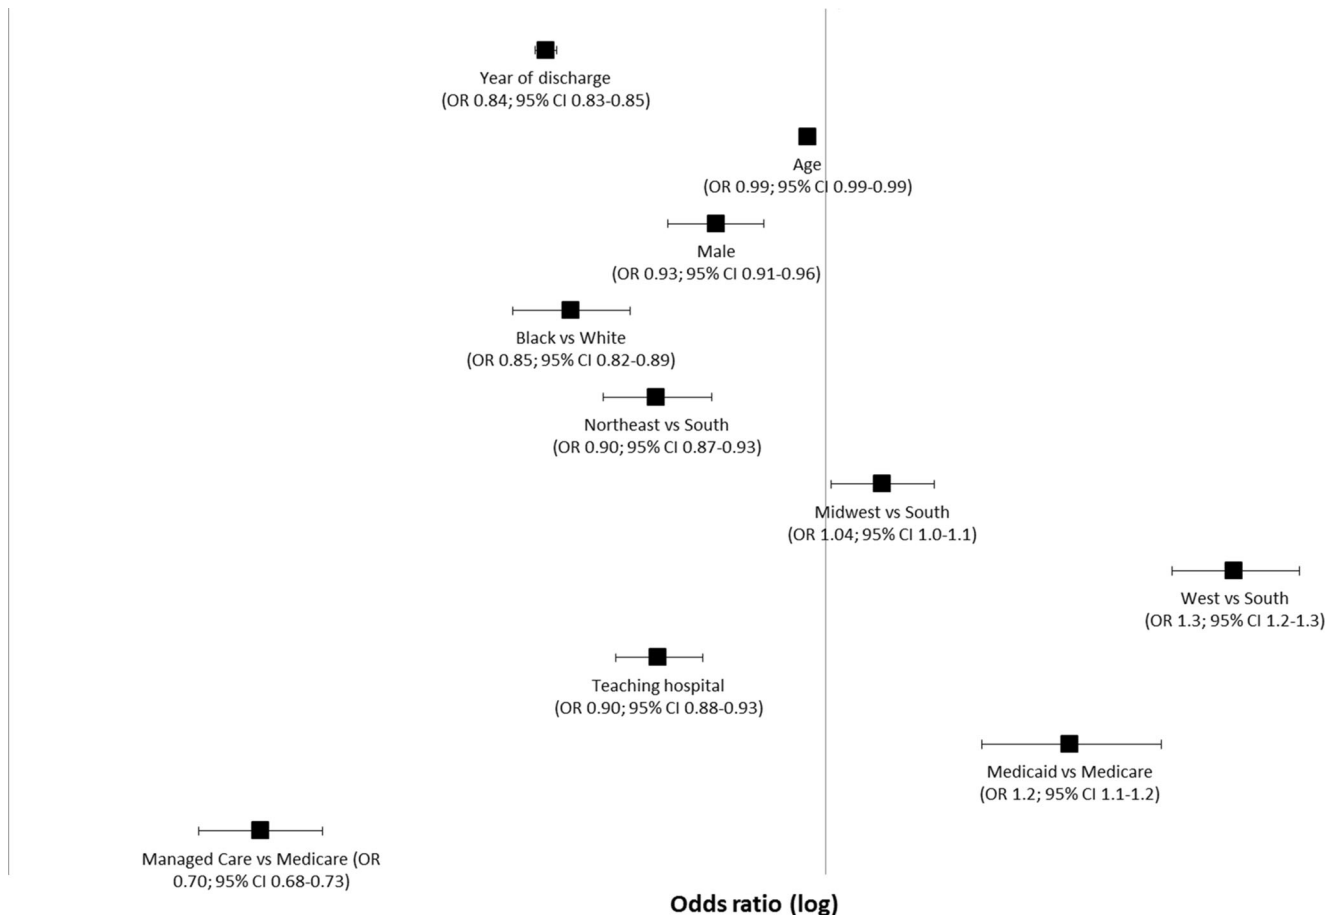 Year of discharge
(OR 0.84; 95% CI 0.83-0.85)
Age
(OR 0.99; 95% CI 0.99-0.99)
Male
(OR 0.93; 95% CI 0.91-0.96)
Black vs White
(OR 0.85; 95% CI 0.82-0.89)
Northeast vs South
(OR 0.90; 95% CI 0.87-0.93)
Midwest vs South
(OR 1.04; 95% CI 1.0-1.1)
West vs South
(OR 1.3; 95% CI 1.2-1.3)
Teaching hospital
(OR 0.90; 95% CI 0.88-0.93)
Medicaid vs Medicare
(OR 1.2; 95% CI 1.1-1.2)
Managed Care vs Medicare (OR
0.70; 95% CI 0.68-0.73)
Odds ratio (log)